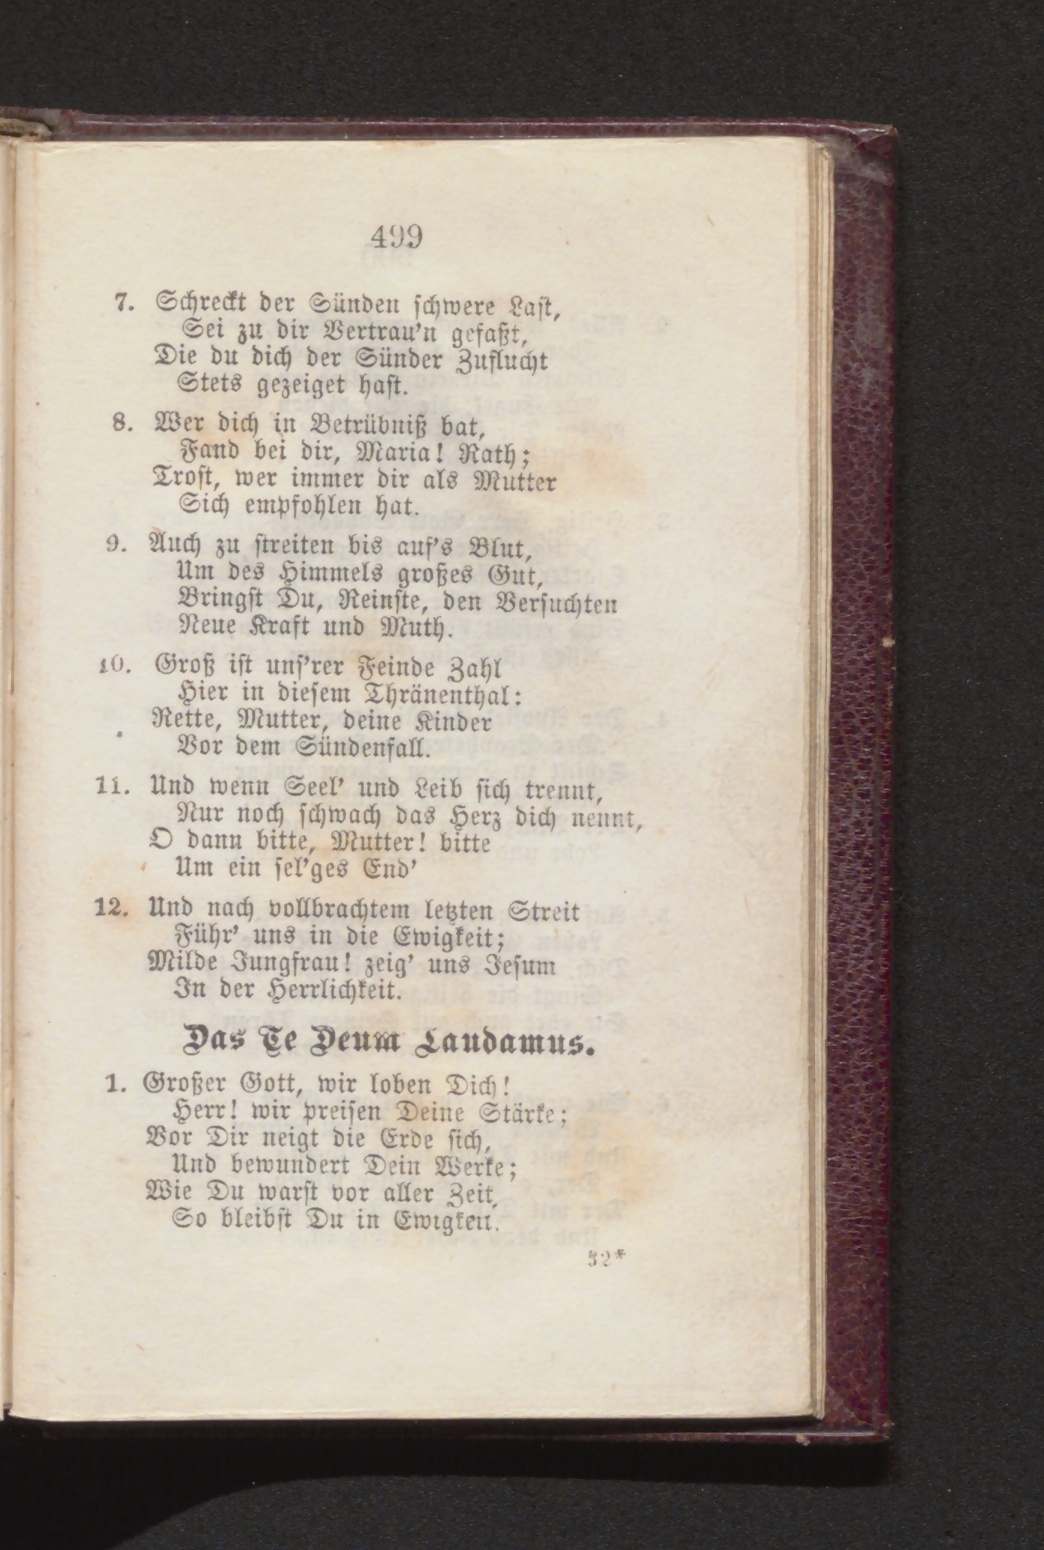 499
7. Schreckt der Sünden schwere Last,
Sei zu dir Vertrau'n gefaßt,
Die du dich der Sünder Zuflucht
Stets gezeiget hast.
8. Wer dich in Betrübniß bat,
Fand bei dir, Maria! Rath;
Trost, wer immer dir als Mutter
Sich empfohlen hat.
9. Auch zu streiten bis auf's Blut,
Um des Himmels großes Gut,
Bringst Du, Reinste, den Versuchten
Neue Kraft und Muth.
10. Groß ist uns'rer Feinde Zahl
Hier in diesem Thränenthal:
Rette, Mutter, deine Kinder
Vor dem Sündenfall.
11. Und wenn Seel' und Leib sich trennt,
Nur noch schwach das Herz dich nennt,
O dann bitte, Mutter! bitte
Um ein sel'ges End'
12. Und nach vollbrachtem letzten Streit
Führ' uns in die Ewigkeit;
Milde Jungfrau! zeig' uns Jesum
In der Herrlichkeit.
Das Te Deum Laudamus.
1. Großer Gott, wir loben Dich!
Herr! wir preisen Deine Stärke;
Vor Dir neigt die Erde sich,
Und bewundert Dein Werke;
Wie Du warst vor aller Zeit,
So bleibst Du in Ewigkeit.
32*